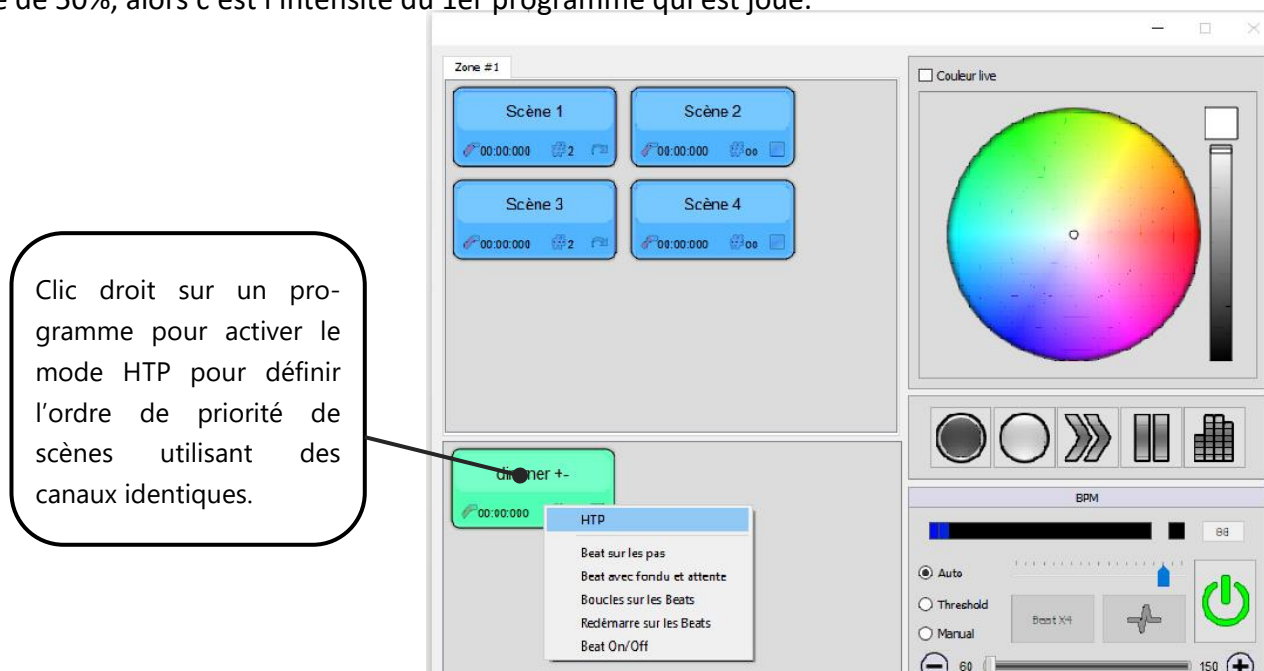 de 50%, alors c'est l'intensité du 1er programme qui est joué.
Zone #1
Scène 1
00:00:000 2
Scène 2
00:00:000 oo
Scène 3
00:00:000 2
Scène 4
00:00:000 oo
Couleur live
Clic droit sur un pro-
gramme pour activer le
mode HTP pour définir
l'ordre de priorité de
scènes utilisant des
canaux identiques.
+-
00:00:000
HTP
Beat sur les pas
Beat avec fondu et attente
Boucles sur les Beats
Redémarre sur les Beats
Beat On/Off
BPM
Auto
Threshold
Beat X4
Manual
60
150